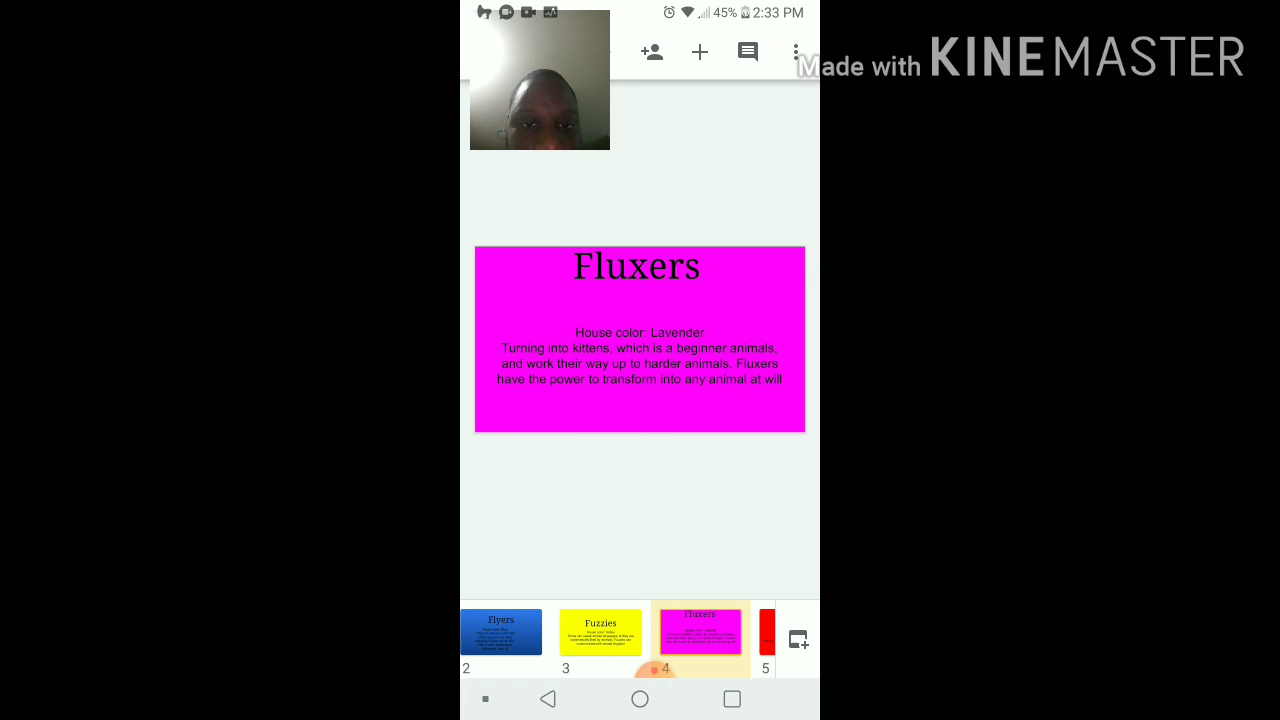 45% 2:33 PM
Made with KINEMASTER
Fluxers
House color: Lavender
Turning into kittens, which is a beginner animals,
and work their way up to harder animals. Fluxers
have the power to transform into any animal at will
Flyers
Fuzzies
Fluxers
2
3
4
5